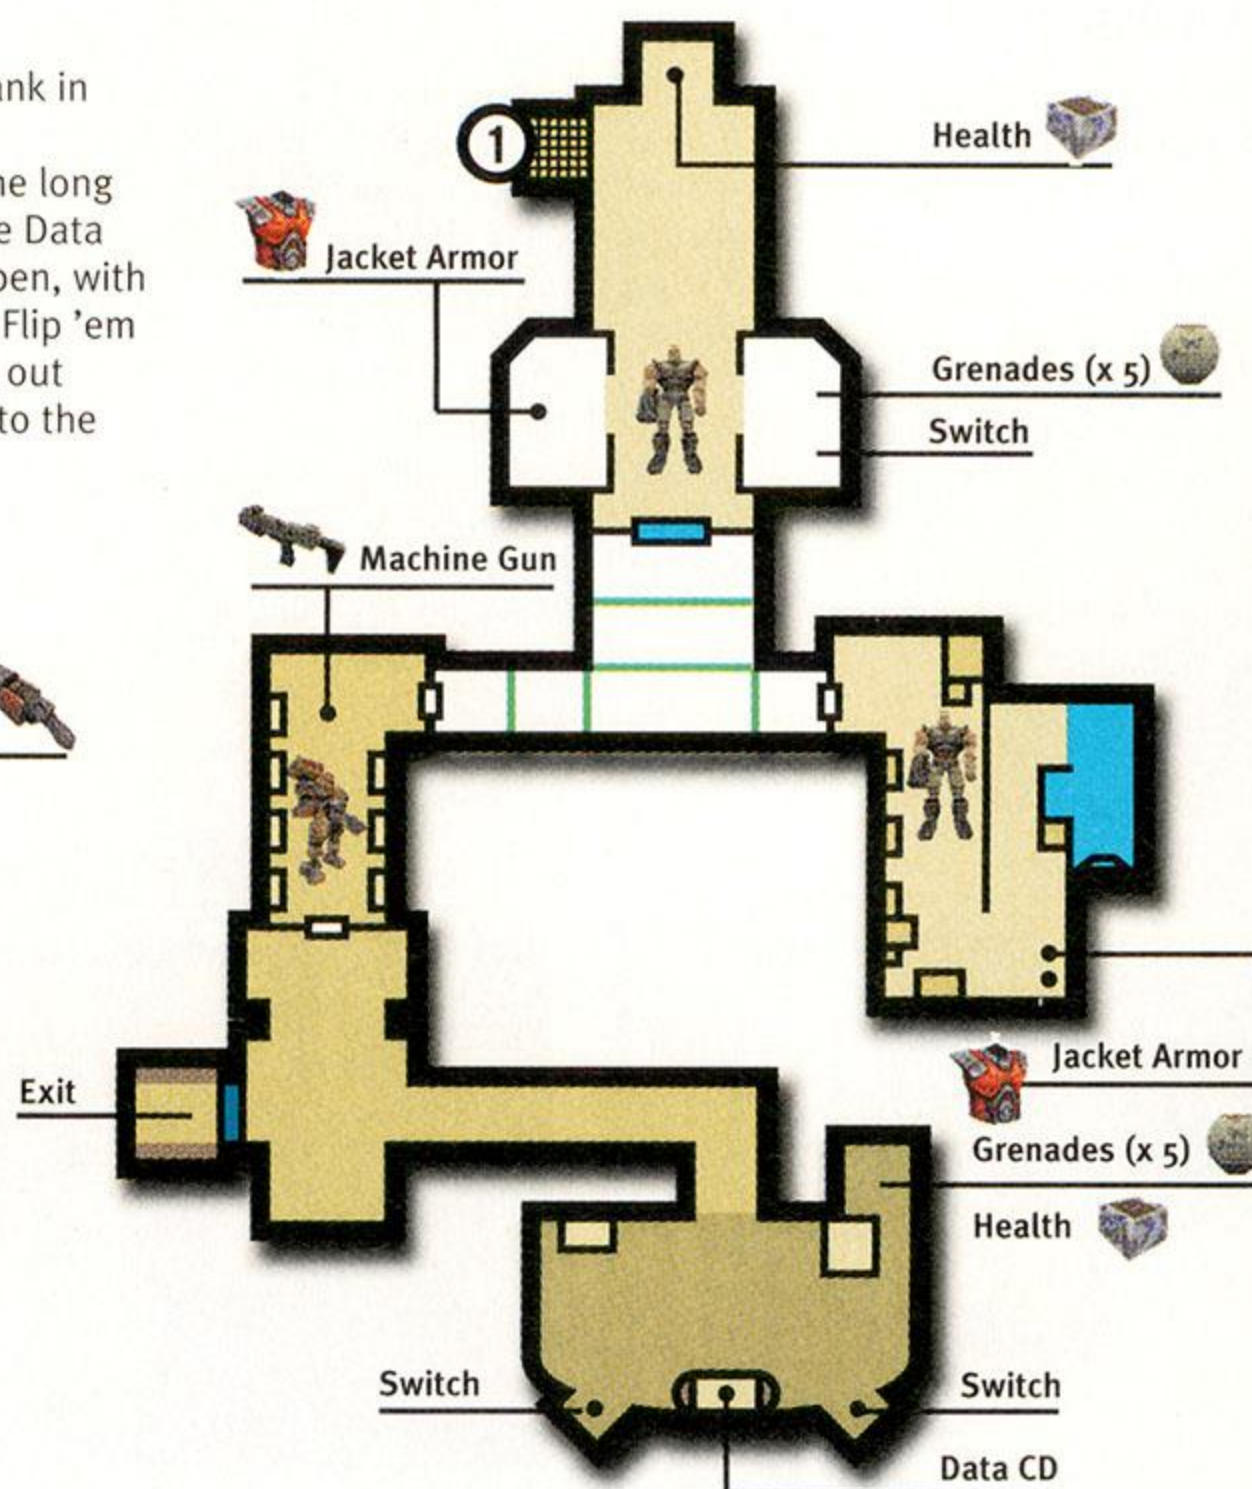 ank in
ne long
e Data
pen, with
Flip 'em
out
to the
1
Health
Jacket Armor
Grenades (x 5)
Switch
Machine Gun
Exit
Jacket Armor
Grenades (x 5)
Health
Switch
Switch
Data CD